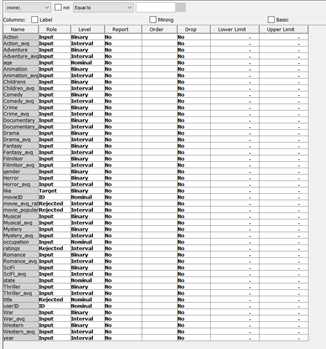 (none) not Equal to
Columns: Label Mining Basic
Name Role Level Report Order Drop Lower Limit Upper Limit
Action Input Binary No No . .
Action_avg Input Interval No No . .
Adventure Input Binary No No . .
Adventure_avg Input Interval No No . .
age Input Nominal No No . .
Animation Input Binary No No . .
Animation_avg Input Interval No No . .
Childrens Input Binary No No . .
Children_avg Input Interval No No . .
Comedy Input Binary No No . .
Comedy_avg Input Interval No No . .
Crime Input Binary No No . .
Crime_avg Input Interval No No . .
Documentary Input Binary No No . .
Documentary_ Input Interval No No . .
Drama Input Binary No No . .
Drama_avg Input Interval No No . .
Fantasy Input Binary No No . .
Fantasy_avg Input Interval No No . .
FilmNoir Input Binary No No . .
FilmNoir_avg Input Interval No No . .
gender Input Binary No No . .
Horror Input Binary No No . .
Horror_avg Input Interval No No . .
like Target Binary No No . .
movieID ID Nominal No No . .
movie_avg_rat Rejected Interval No No . .
movie_popular Rejected Interval No No . .
Musical Input Binary No No . .
Musical_avg Input Interval No No . .
Mystery Input Binary No No . .
Mystery_avg Input Interval No No . .
occupation Input Nominal No No . .
ratings Rejected Interval No No . .
Romance Input Binary No No . .
Romance_avg Input Interval No No . .
SciFi Input Binary No No . .
SciFi_avg Input Interval No No . .
state Input Nominal No No . .
Thriller Input Binary No No . .
Thriller_avg Input Interval No No . .
title Rejected Nominal No No . .
userID ID Nominal No No . .
War Input Binary No No . .
War_avg Input Interval No No . .
Western Input Binary No No . .
Western_avg Input Interval No No . .
year Input Interval No No . .